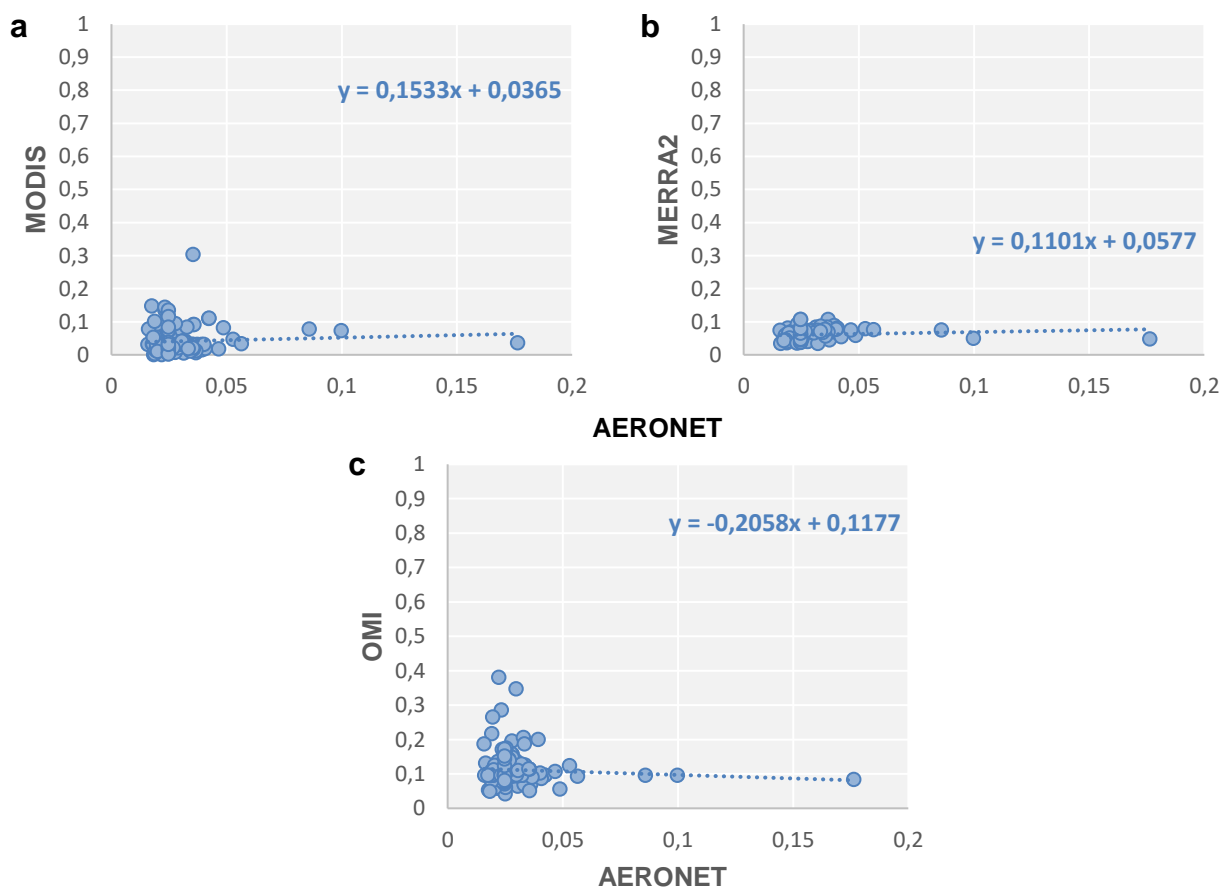 a
1
0,9
0,8
0,7
0,6
0,5
0,4
0,3
0,2
0,1
0
MODIS
y = 0,1533x + 0,0365
0 0,05 0,1 0,15 0,2
b
1
0,9
0,8
0,7
0,6
0,5
0,4
0,3
0,2
0,1
0
MERRA2
y = 0,1101x + 0,0577
0 0,05 0,1 0,15 0,2
AERONET
c
1
0,9
0,8
0,7
0,6
0,5
0,4
0,3
0,2
0,1
0
OMI
y = -0,2058x + 0,1177
0 0,05 0,1 0,15 0,2
AERONET